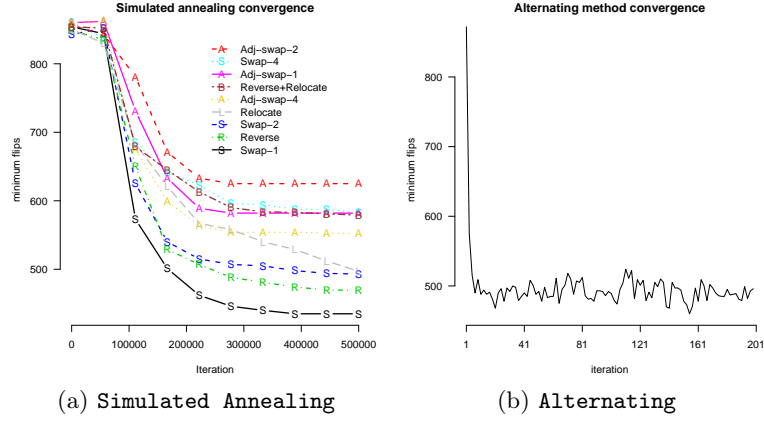 Simulated annealing convergence
minimum flips
800
700
600
500
0
100000
200000
300000
400000
500000
Iteration
A Adj−swap−2
S Swap−4
A Adj−swap−1
B Reverse+Relocate
A Adj−swap−4
L Relocate
S Swap−2
R Reverse
S Swap−1
(a) Simulated Annealing
Alternating method convergence
minimum flips
800
700
600
500
1
41
81
121
161
201
iteration
(b) Alternating